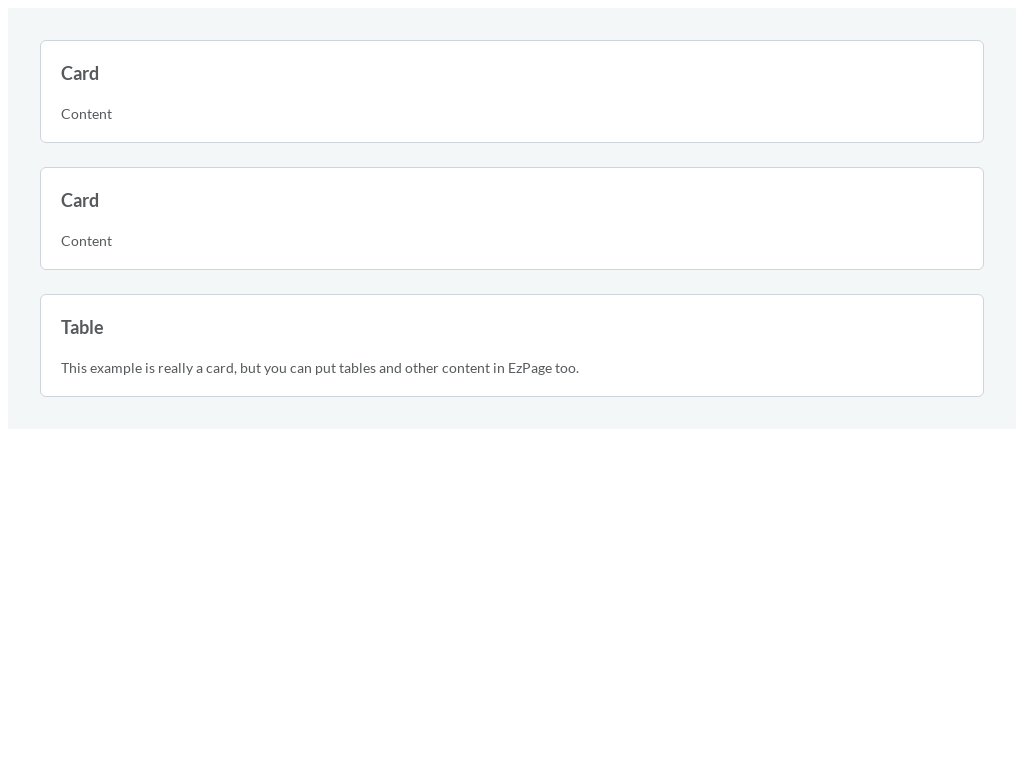 Card
Content
Card
Content
Table
This example is really a card, but you can put tables and other content in EzPage too.